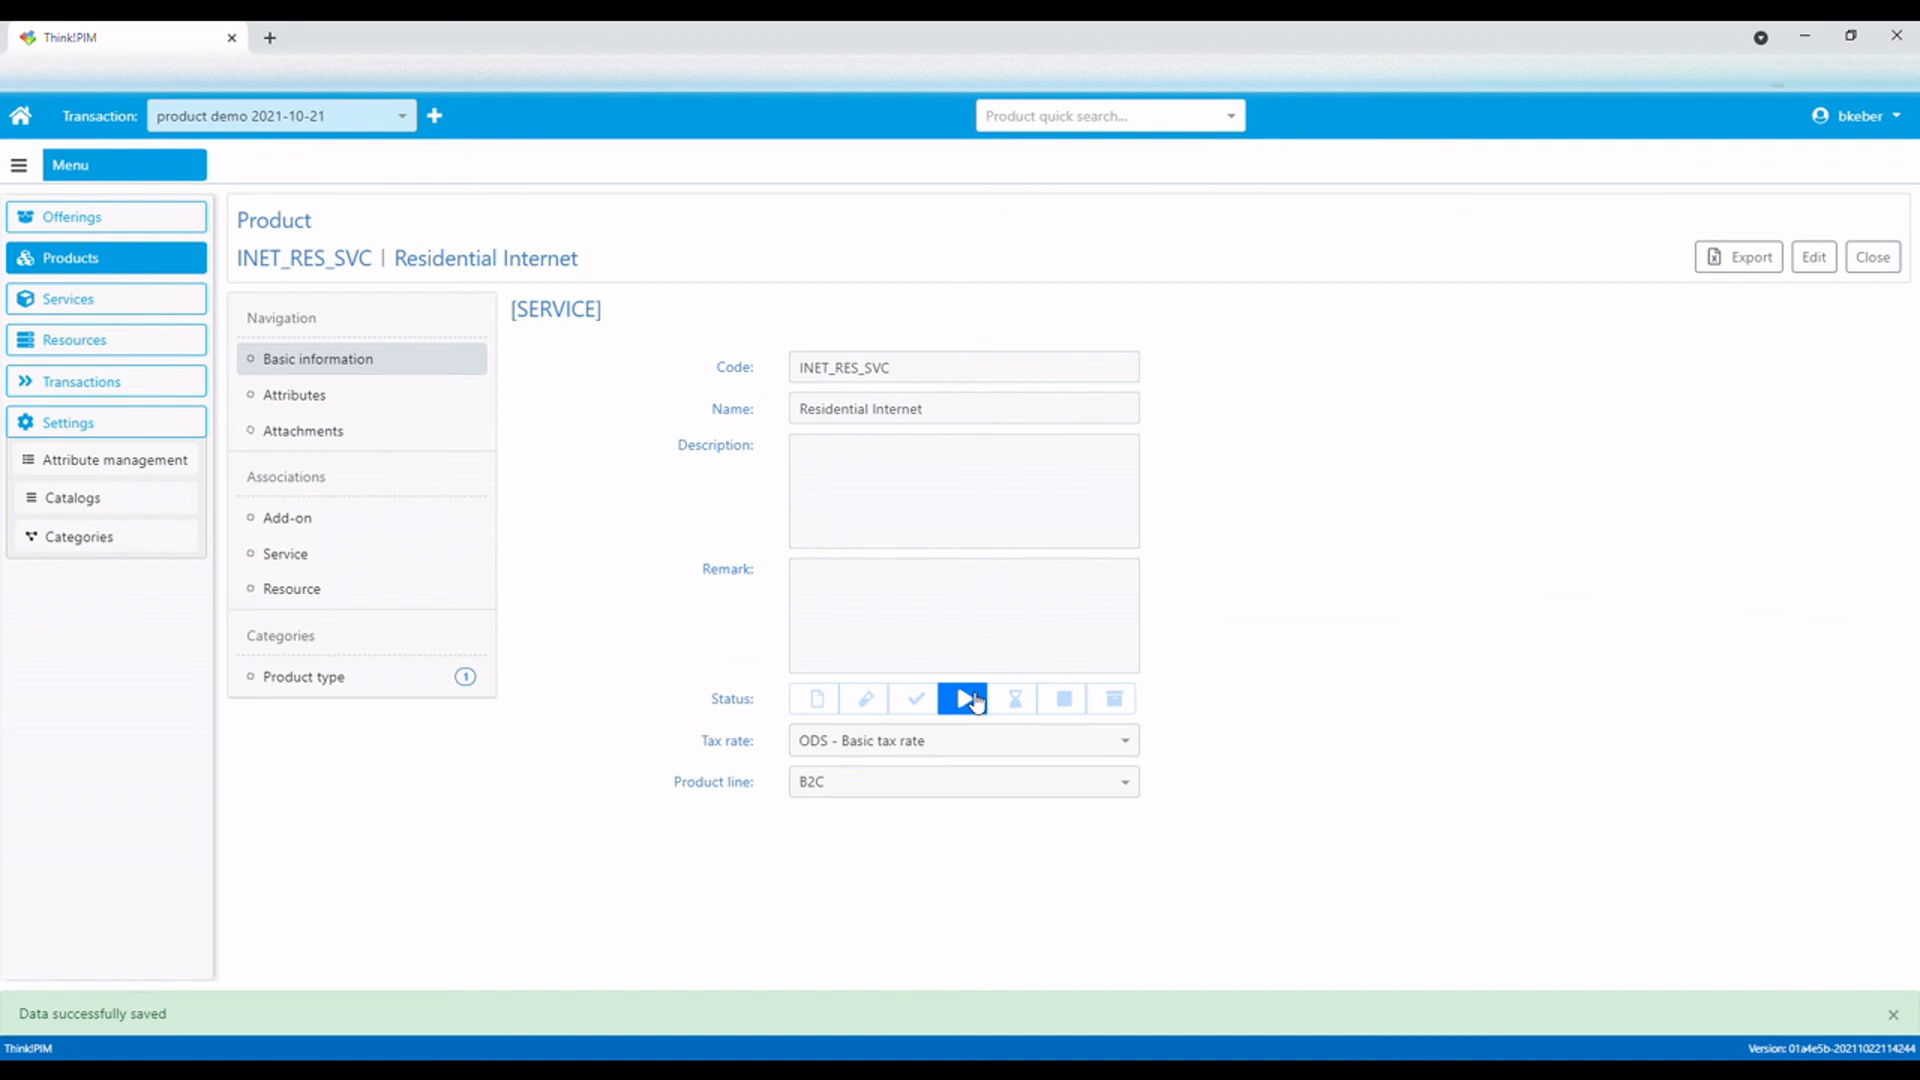 Think!PIM
Transaction: product demo 2021-10-21
Product quick search...
bkeber
Menu
Offerings
Products
Services
Resources
Transactions
Settings
Attribute management
Catalogs
Categories
Product
INET_RES_SVC | Residential Internet
Export
Edit
Close
Navigation
Basic information
Attributes
Attachments
Associations
Add-on
Service
Resource
Categories
Product type 1
[SERVICE]
Code: INET_RES_SVC
Name: Residential Internet
Description:
Remark:
Status:
Tax rate: ODS - Basic tax rate
Product line: B2C
Data successfully saved
Think!PIM
Version: 01a4e5b-20211022114244